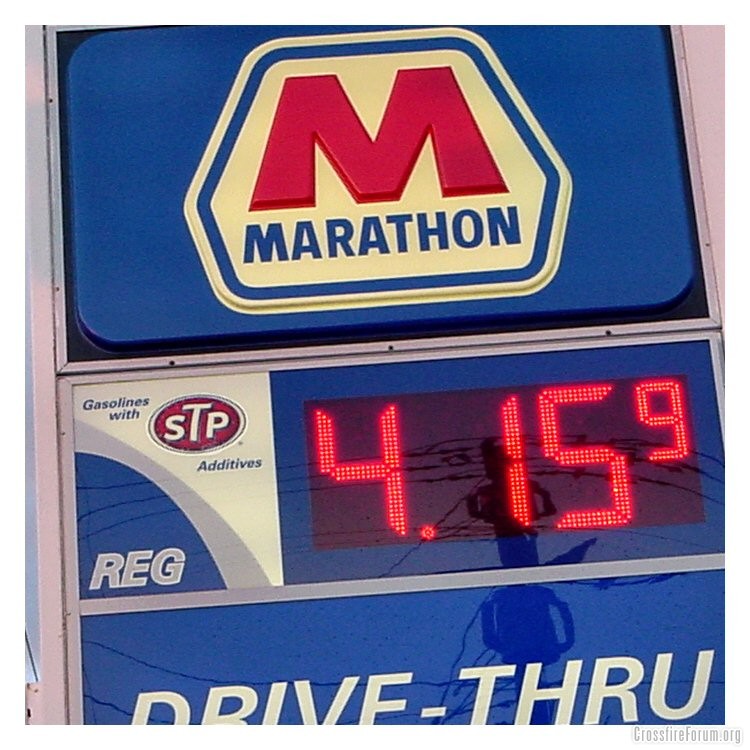 M
MARATHON
Gasolines
with
STP
Additives
4.159
REG
DRIVE-THRU
CrossfireForum.org